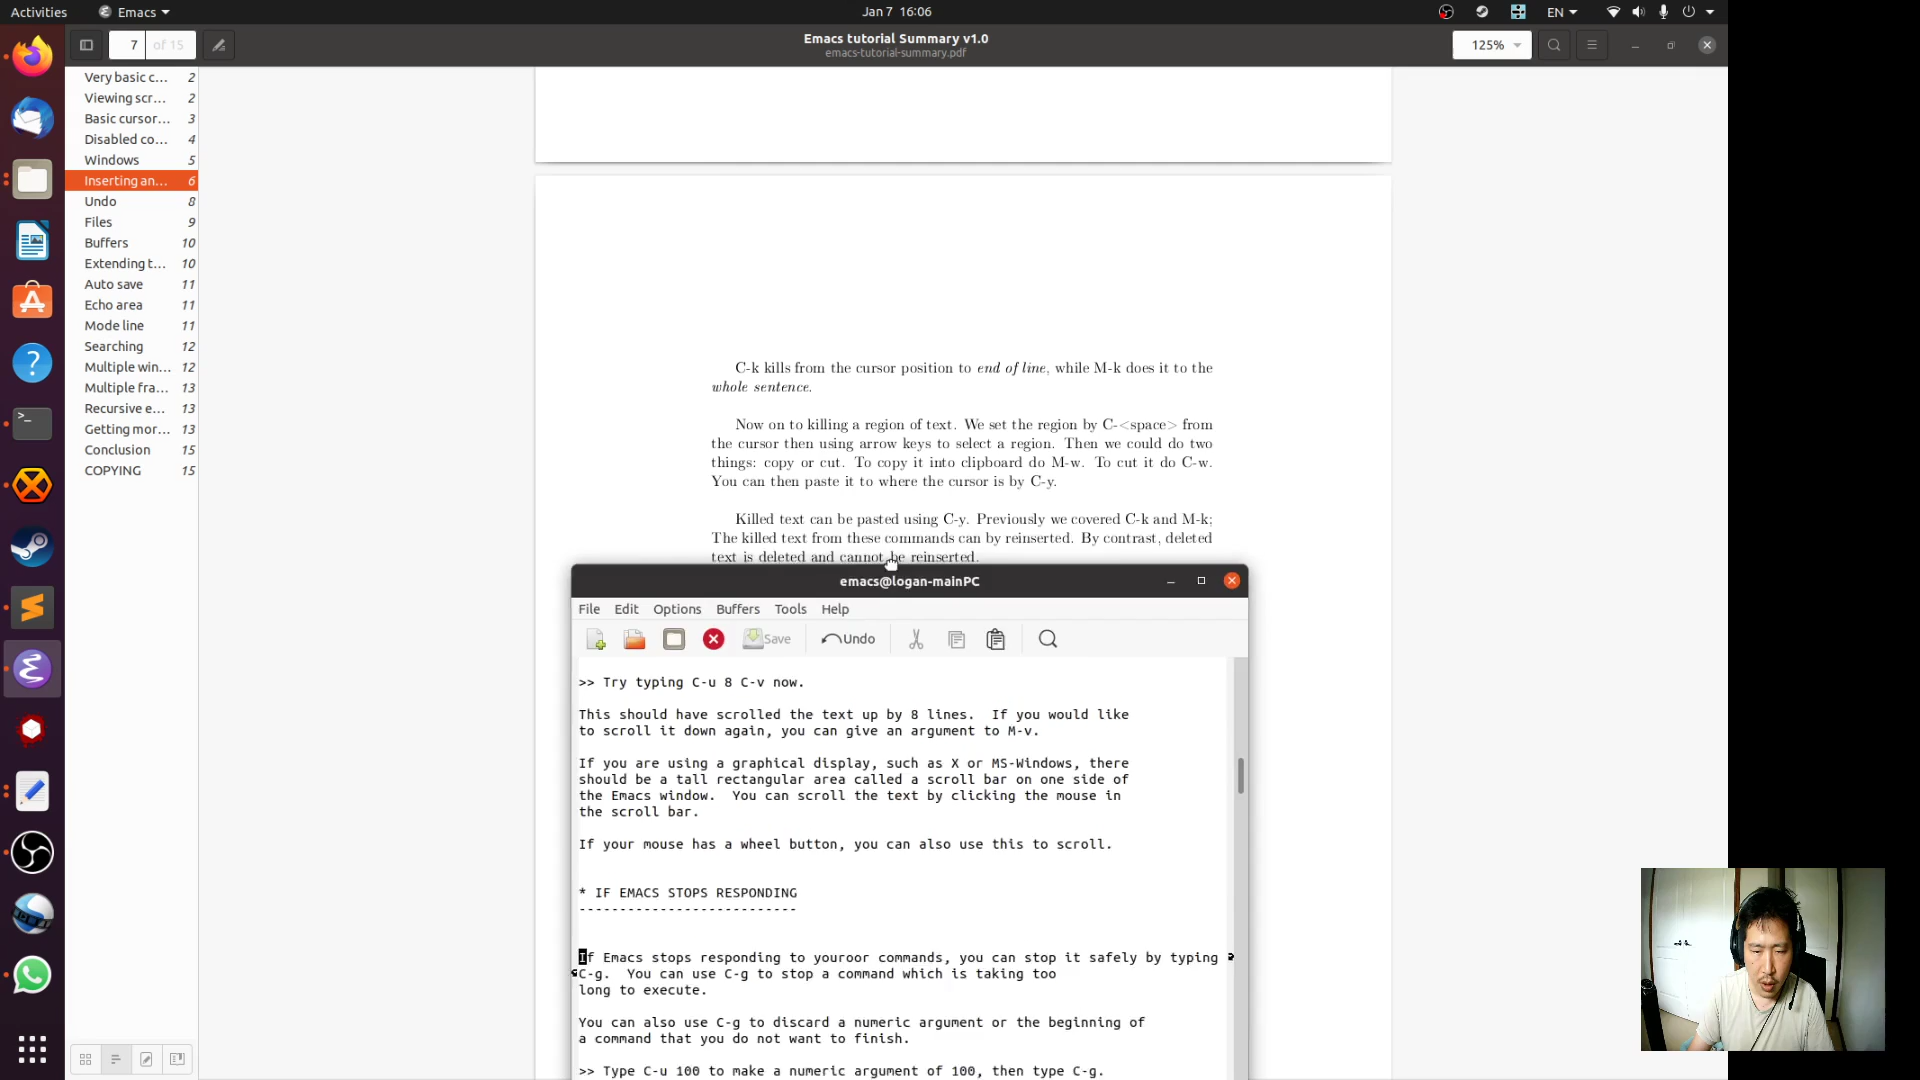 Activities
Emacs
Jan 7 16:06
EN
7 of 15
Emacs tutorial Summary v1.0
emacs-tutorial-summary.pdf
125%
Very basic c... 2
Viewing scr... 2
Basic cursor... 3
Disabled co... 4
Windows 5
Inserting an... 6
Undo 8
Files 9
Buffers 10
Extending t... 10
Auto save 11
Echo area 11
Mode line 11
Searching 12
Multiple win... 12
Multiple fra... 13
Recursive e... 13
Getting mor... 13
Conclusion 15
COPYING 15
C-k kills from the cursor position to end of line, while M-k does it to the
whole sentence.
Now on to killing a region of text. We set the region by C-<space> from
the cursor then using arrow keys to select a region. Then we could do two
things: copy or cut. To copy it into clipboard do M-w. To cut it do C-w.
You can then paste it to where the cursor is by C-y.
Killed text can be pasted using C-y. Previously we covered C-k and M-k;
The killed text from these commands can by reinserted. By contrast, deleted
text is deleted and cannot be reinserted.
emacs@logan-mainPC
File Edit Options Buffers Tools Help
Save Undo
>> Try typing C-u 8 C-v now.
This should have scrolled the text up by 8 lines.  If you would like
to scroll it down again, you can give an argument to M-v.
If you are using a graphical display, such as X or MS-Windows, there
should be a tall rectangular area called a scroll bar on one side of
the Emacs window.  You can scroll the text by clicking the mouse in
the scroll bar.
If your mouse has a wheel button, you can also use this to scroll.
* IF EMACS STOPS RESPONDING
---------------------------
If Emacs stops responding to youroor commands, you can stop it safely by typing
C-g.  You can use C-g to stop a command which is taking too
long to execute.
You can also use C-g to discard a numeric argument or the beginning of
a command that you do not want to finish.
>> Type C-u 100 to make a numeric argument of 100, then type C-g.